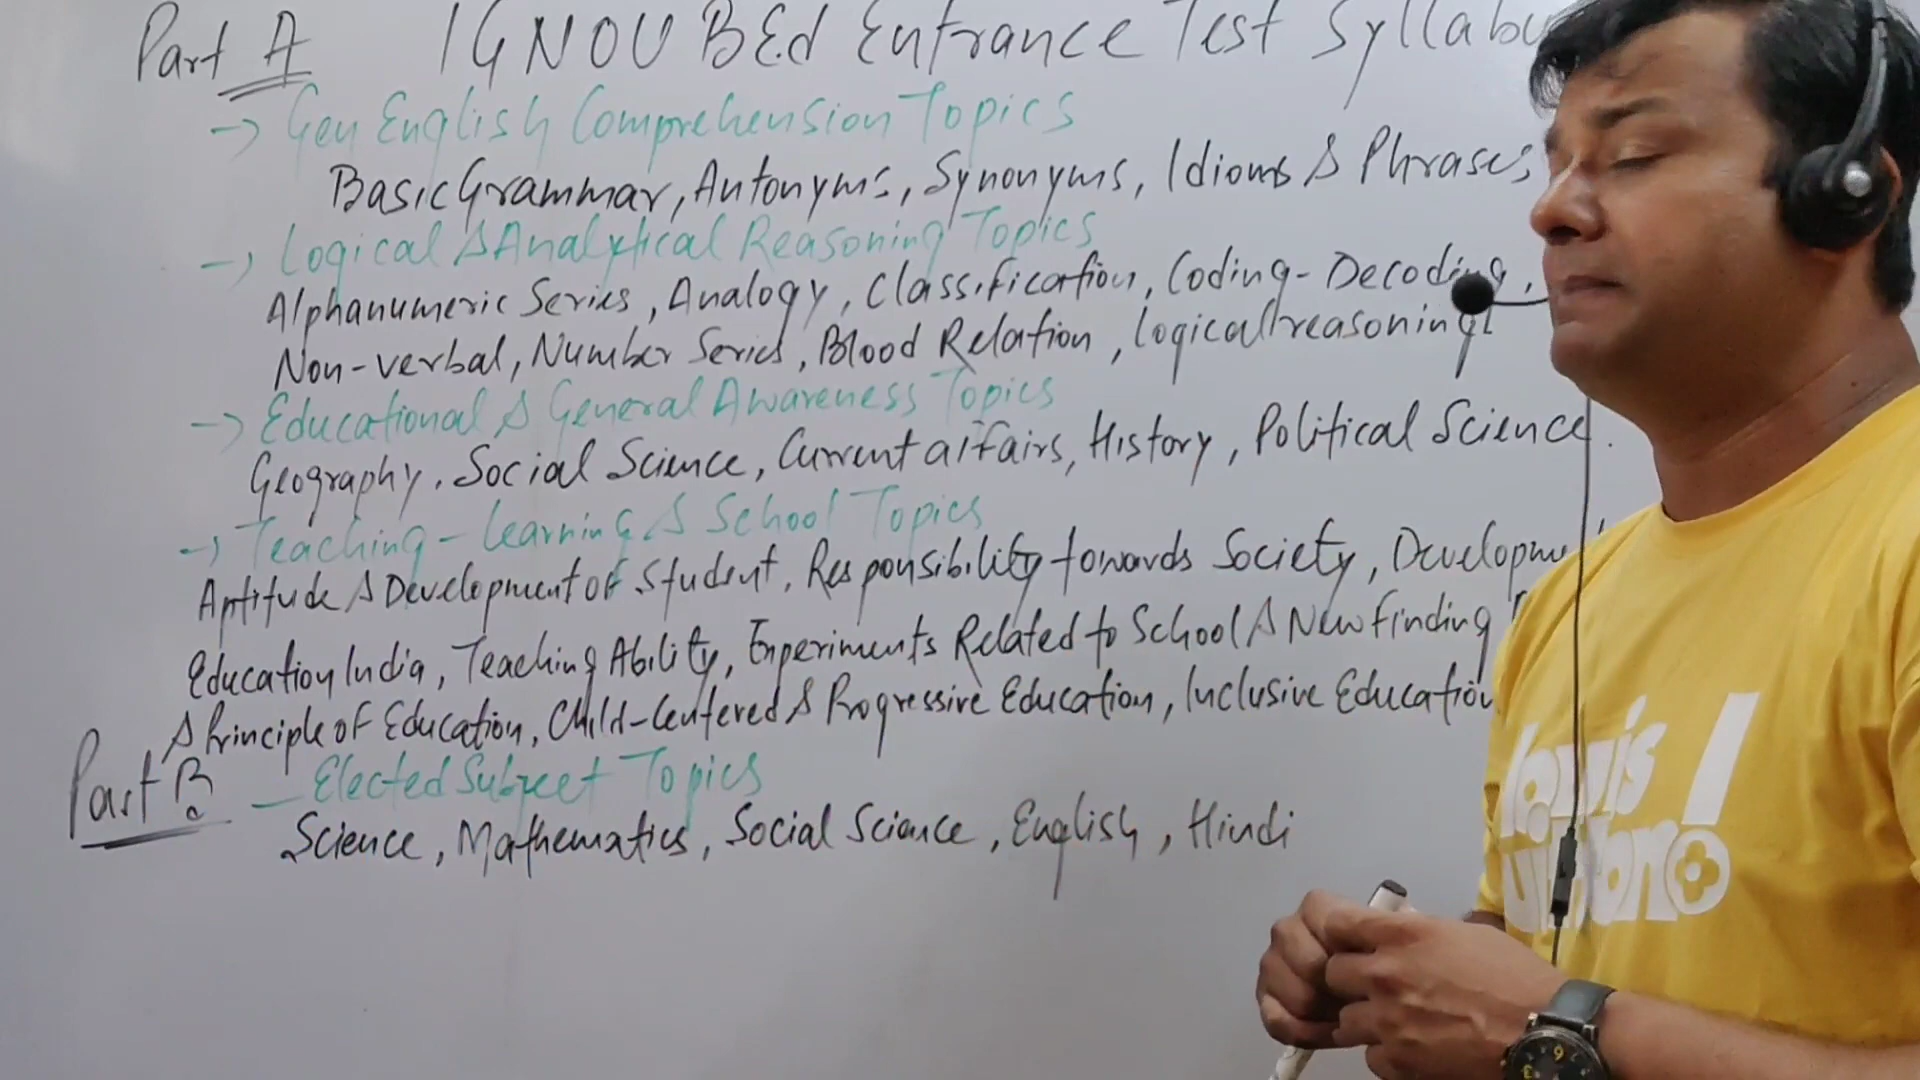 Part A IGNOU BEd Entrance Test Syllabu
-> Gen English Comprehension Topics
Basic Grammar, Antonyms, Synonyms, Idioms & Phrases,
-> Logical & Analytical Reasoning Topics
Alphanumeric Series, Analogy, Classification, Coding-Decoding,
Non-verbal, Number Series, Blood Relation, Logical reasoning
-> Educational & General Awareness Topics
Geography, Social Science, Current affairs, History, Political Science.
-> Teaching-Learning & School Topics
Aptitude & Development of Student, Responsibility towards Society, Developme
Education India, Teaching Ability, Experiments Related to School & New finding
& Principle of Education, Child-Centered & Progressive Education, Inclusive Education
Part B - Elected Subject Topics
Science, Mathematics, Social Science, English, Hindi